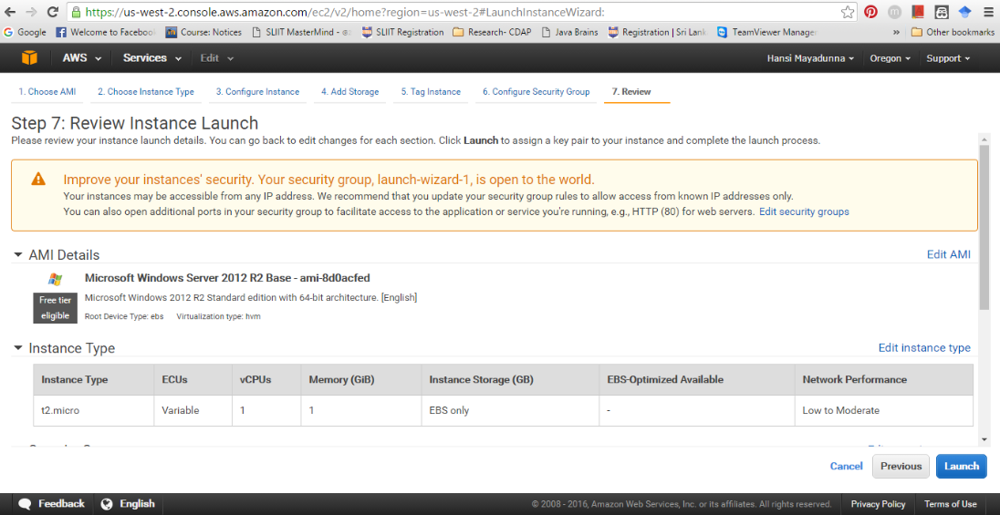 https://us-west-2.console.aws.amazon.com/ec2/v2/home?region=us-west-2#LaunchInstanceWizard:
Google Welcome to Facebook Course: Notices SLIIT MasterMind - SLIIT Registration Research- CDAP Java Brains Registration | Sri Lank TeamViewer Manager » Other bookmarks
AWS Services Edit Hansi Mayadunna Oregon Support
1. Choose AMI 2. Choose Instance Type 3. Configure Instance 4. Add Storage 5. Tag Instance 6. Configure Security Group 7. Review
Step 7: Review Instance Launch
Please review your instance launch details. You can go back to edit changes for each section. Click Launch to assign a key pair to your instance and complete the launch process.
Improve your instances' security. Your security group, launch-wizard-1, is open to the world.
Your instances may be accessible from any IP address. We recommend that you update your security group rules to allow access from known IP addresses only.
You can also open additional ports in your security group to facilitate access to the application or service you're running, e.g., HTTP (80) for web servers. Edit security groups
AMI Details Edit AMI
Microsoft Windows Server 2012 R2 Base - ami-8d0acfed
Free tier eligible
Microsoft Windows 2012 R2 Standard edition with 64-bit architecture. [English]
Root Device Type: ebs Virtualization type: hvm
Instance Type Edit instance type
Instance Type ECUs vCPUs Memory (GiB) Instance Storage (GB) EBS-Optimized Available Network Performance
t2.micro Variable 1 1 EBS only - Low to Moderate
Cancel Previous Launch
Feedback English © 2008 - 2016, Amazon Web Services, Inc. or its affiliates. All rights reserved. Privacy Policy Terms of Use